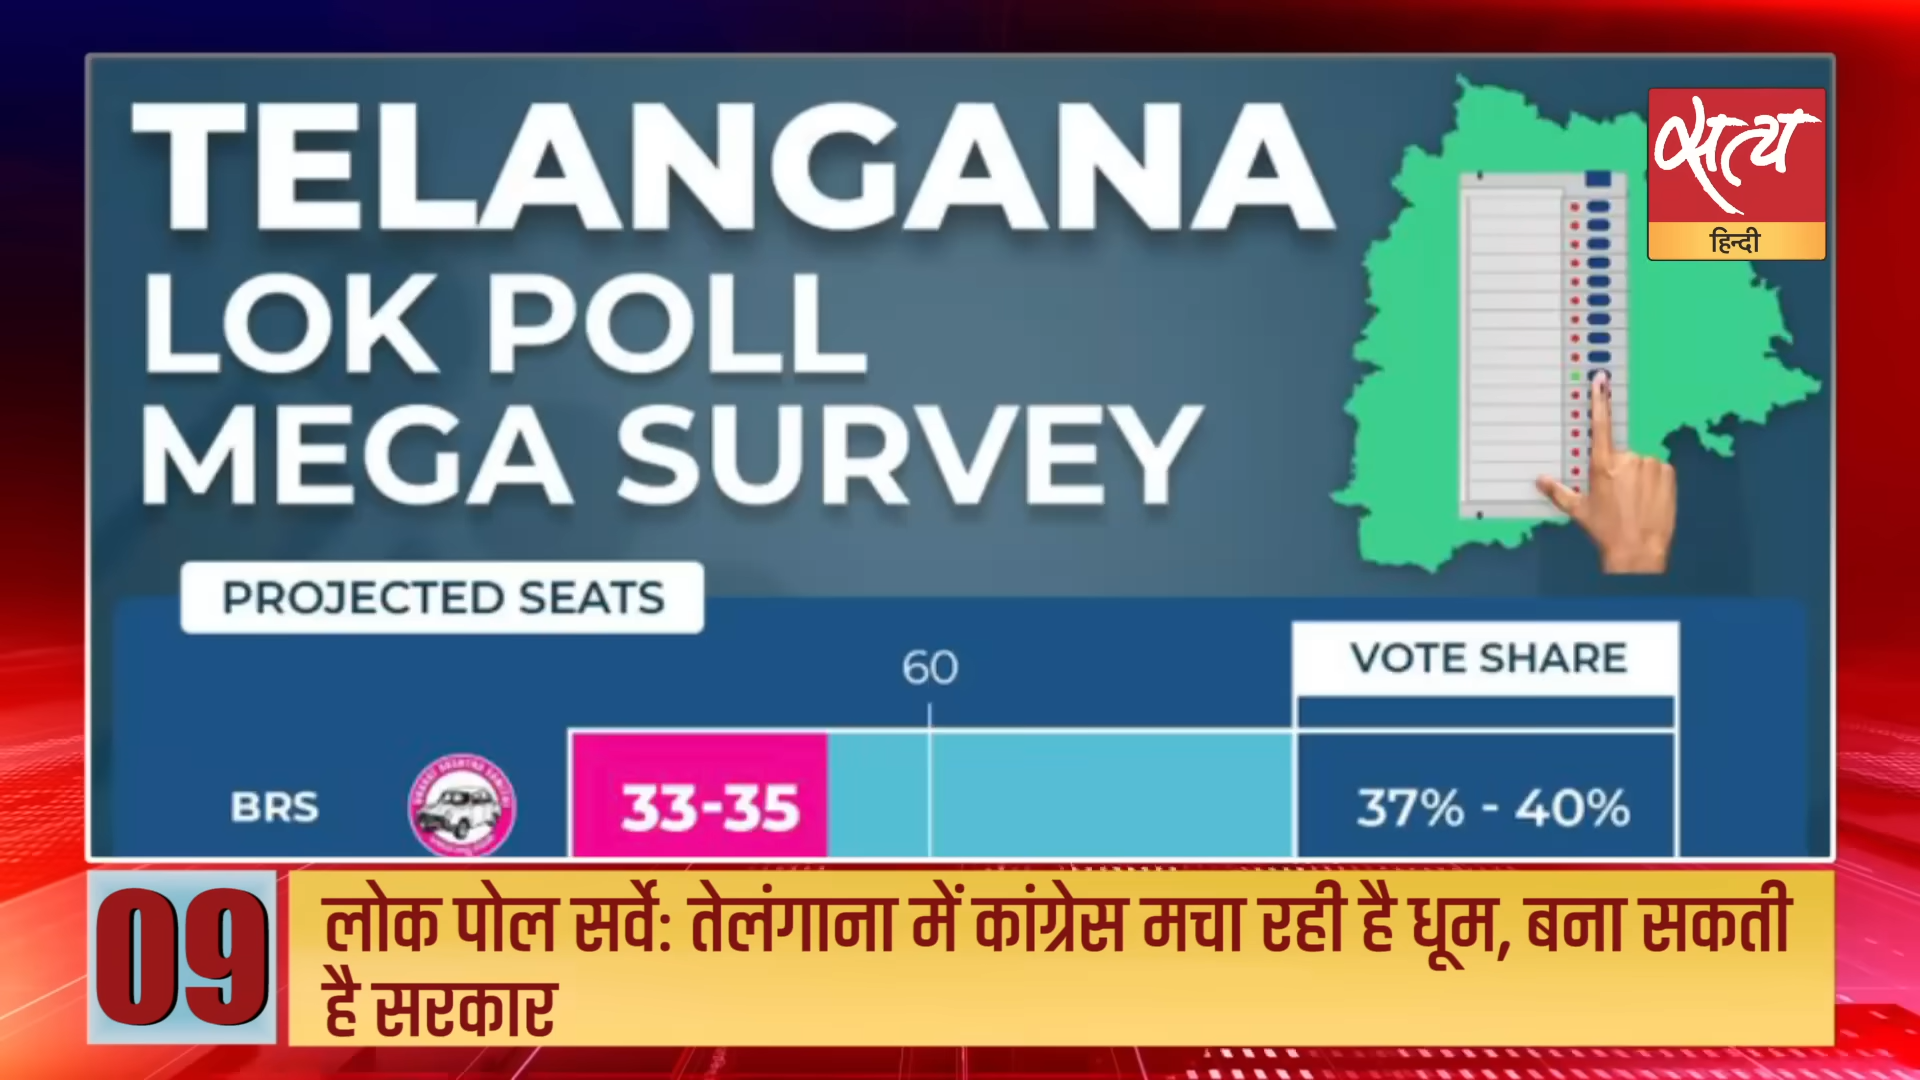 TELANGANA
LOK POLL
MEGA SURVEY
सत्य
हिन्दी
PROJECTED SEATS
60
VOTE SHARE
BRS
33-35
37% - 40%
09
लोक पोल सर्वे: तेलंगाना में कांग्रेस मचा रही है धूम, बना सकती
है सरकार